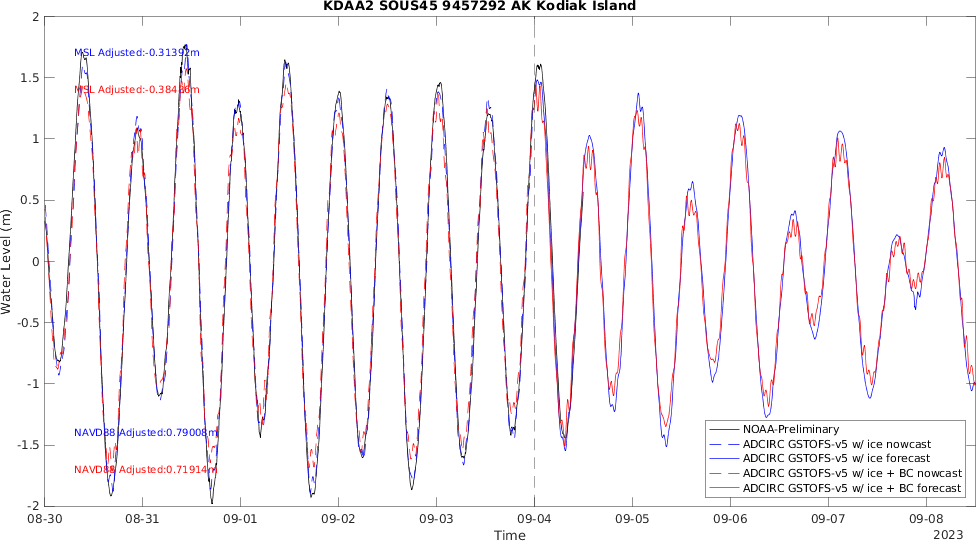 KDAA2 SOUS45 9457292 AK Kodiak Island
2
1.5
1
0.5
0
-0.5
-1
-1.5
-2
Water Level (m)
MSL Adjusted:-0.31392m
MSL Adjusted:-0.38486m
NAVD88 Adjusted:0.79008m
NAVD88 Adjusted:0.71914m
NOAA-Preliminary
ADCIRC GSTOFS-v5 w/ ice nowcast
ADCIRC GSTOFS-v5 w/ ice forecast
ADCIRC GSTOFS-v5 w/ ice + BC nowcast
ADCIRC GSTOFS-v5 w/ ice + BC forecast
08-30 08-31 09-01 09-02 09-03 09-04 09-05 09-06 09-07 09-08
Time
2023